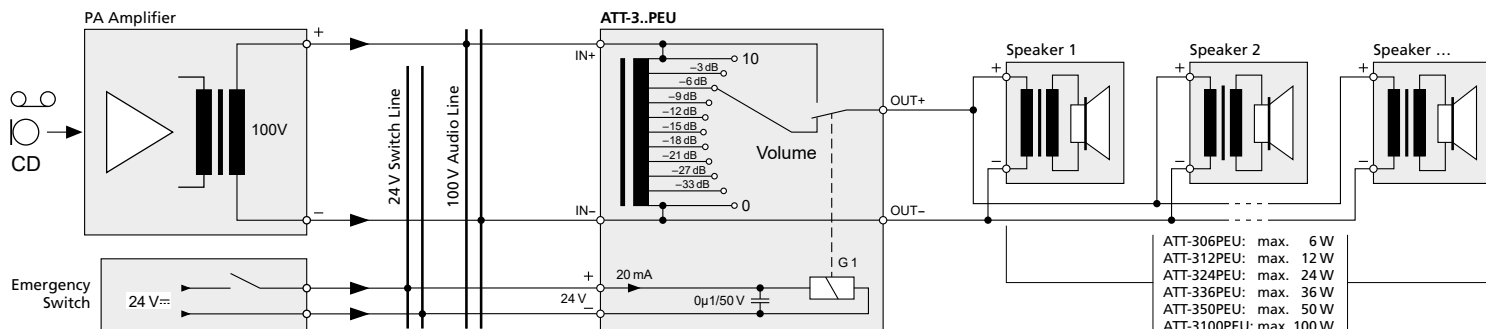 PA Amplifier
+
100V
−
CD
Emergency
Switch
24 V
24 V Switch Line
100 V Audio Line
ATT-3..PEU
IN+
10
−3 dB
−6 dB
−9 dB
−12 dB
−15 dB
−18 dB
−21 dB
−27 dB
−33 dB
0
Volume
IN−
OUT+
OUT−
+
20 mA
24 V
−
0µ1/50 V
G 1
Speaker 1
+
−
Speaker 2
+
−
Speaker ...
+
−
ATT-306PEU: max. 6 W
ATT-312PEU: max. 12 W
ATT-324PEU: max. 24 W
ATT-336PEU: max. 36 W
ATT-350PEU: max. 50 W
ATT-3100PEU: max. 100 W